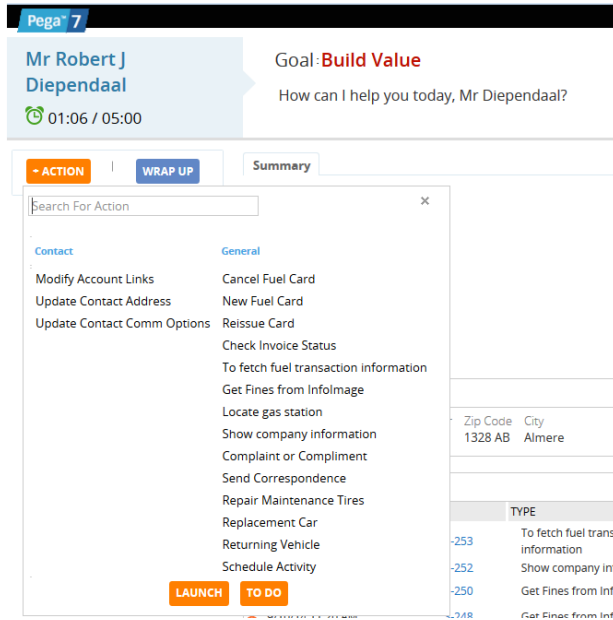 Pega 7
Mr Robert J
Diependaal
01:06 / 05:00
Goal: Build Value
How can I help you today, Mr Diependaal?
+ ACTION
WRAP UP
Summary
Search For Action
×
Contact
Modify Account Links
Update Contact Address
Update Contact Comm Options
General
Cancel Fuel Card
New Fuel Card
Reissue Card
Check Invoice Status
To fetch fuel transaction information
Get Fines from InfoImage
Locate gas station
Show company information
Complaint or Compliment
Send Correspondence
Repair Maintenance Tires
Replacement Car
Returning Vehicle
Schedule Activity
LAUNCH
TO DO
Zip Code City
1328 AB Almere
TYPE
-253 To fetch fuel trans
information
-252 Show company in
-250 Get Fines from Inf
-248 Get Fines from Inf